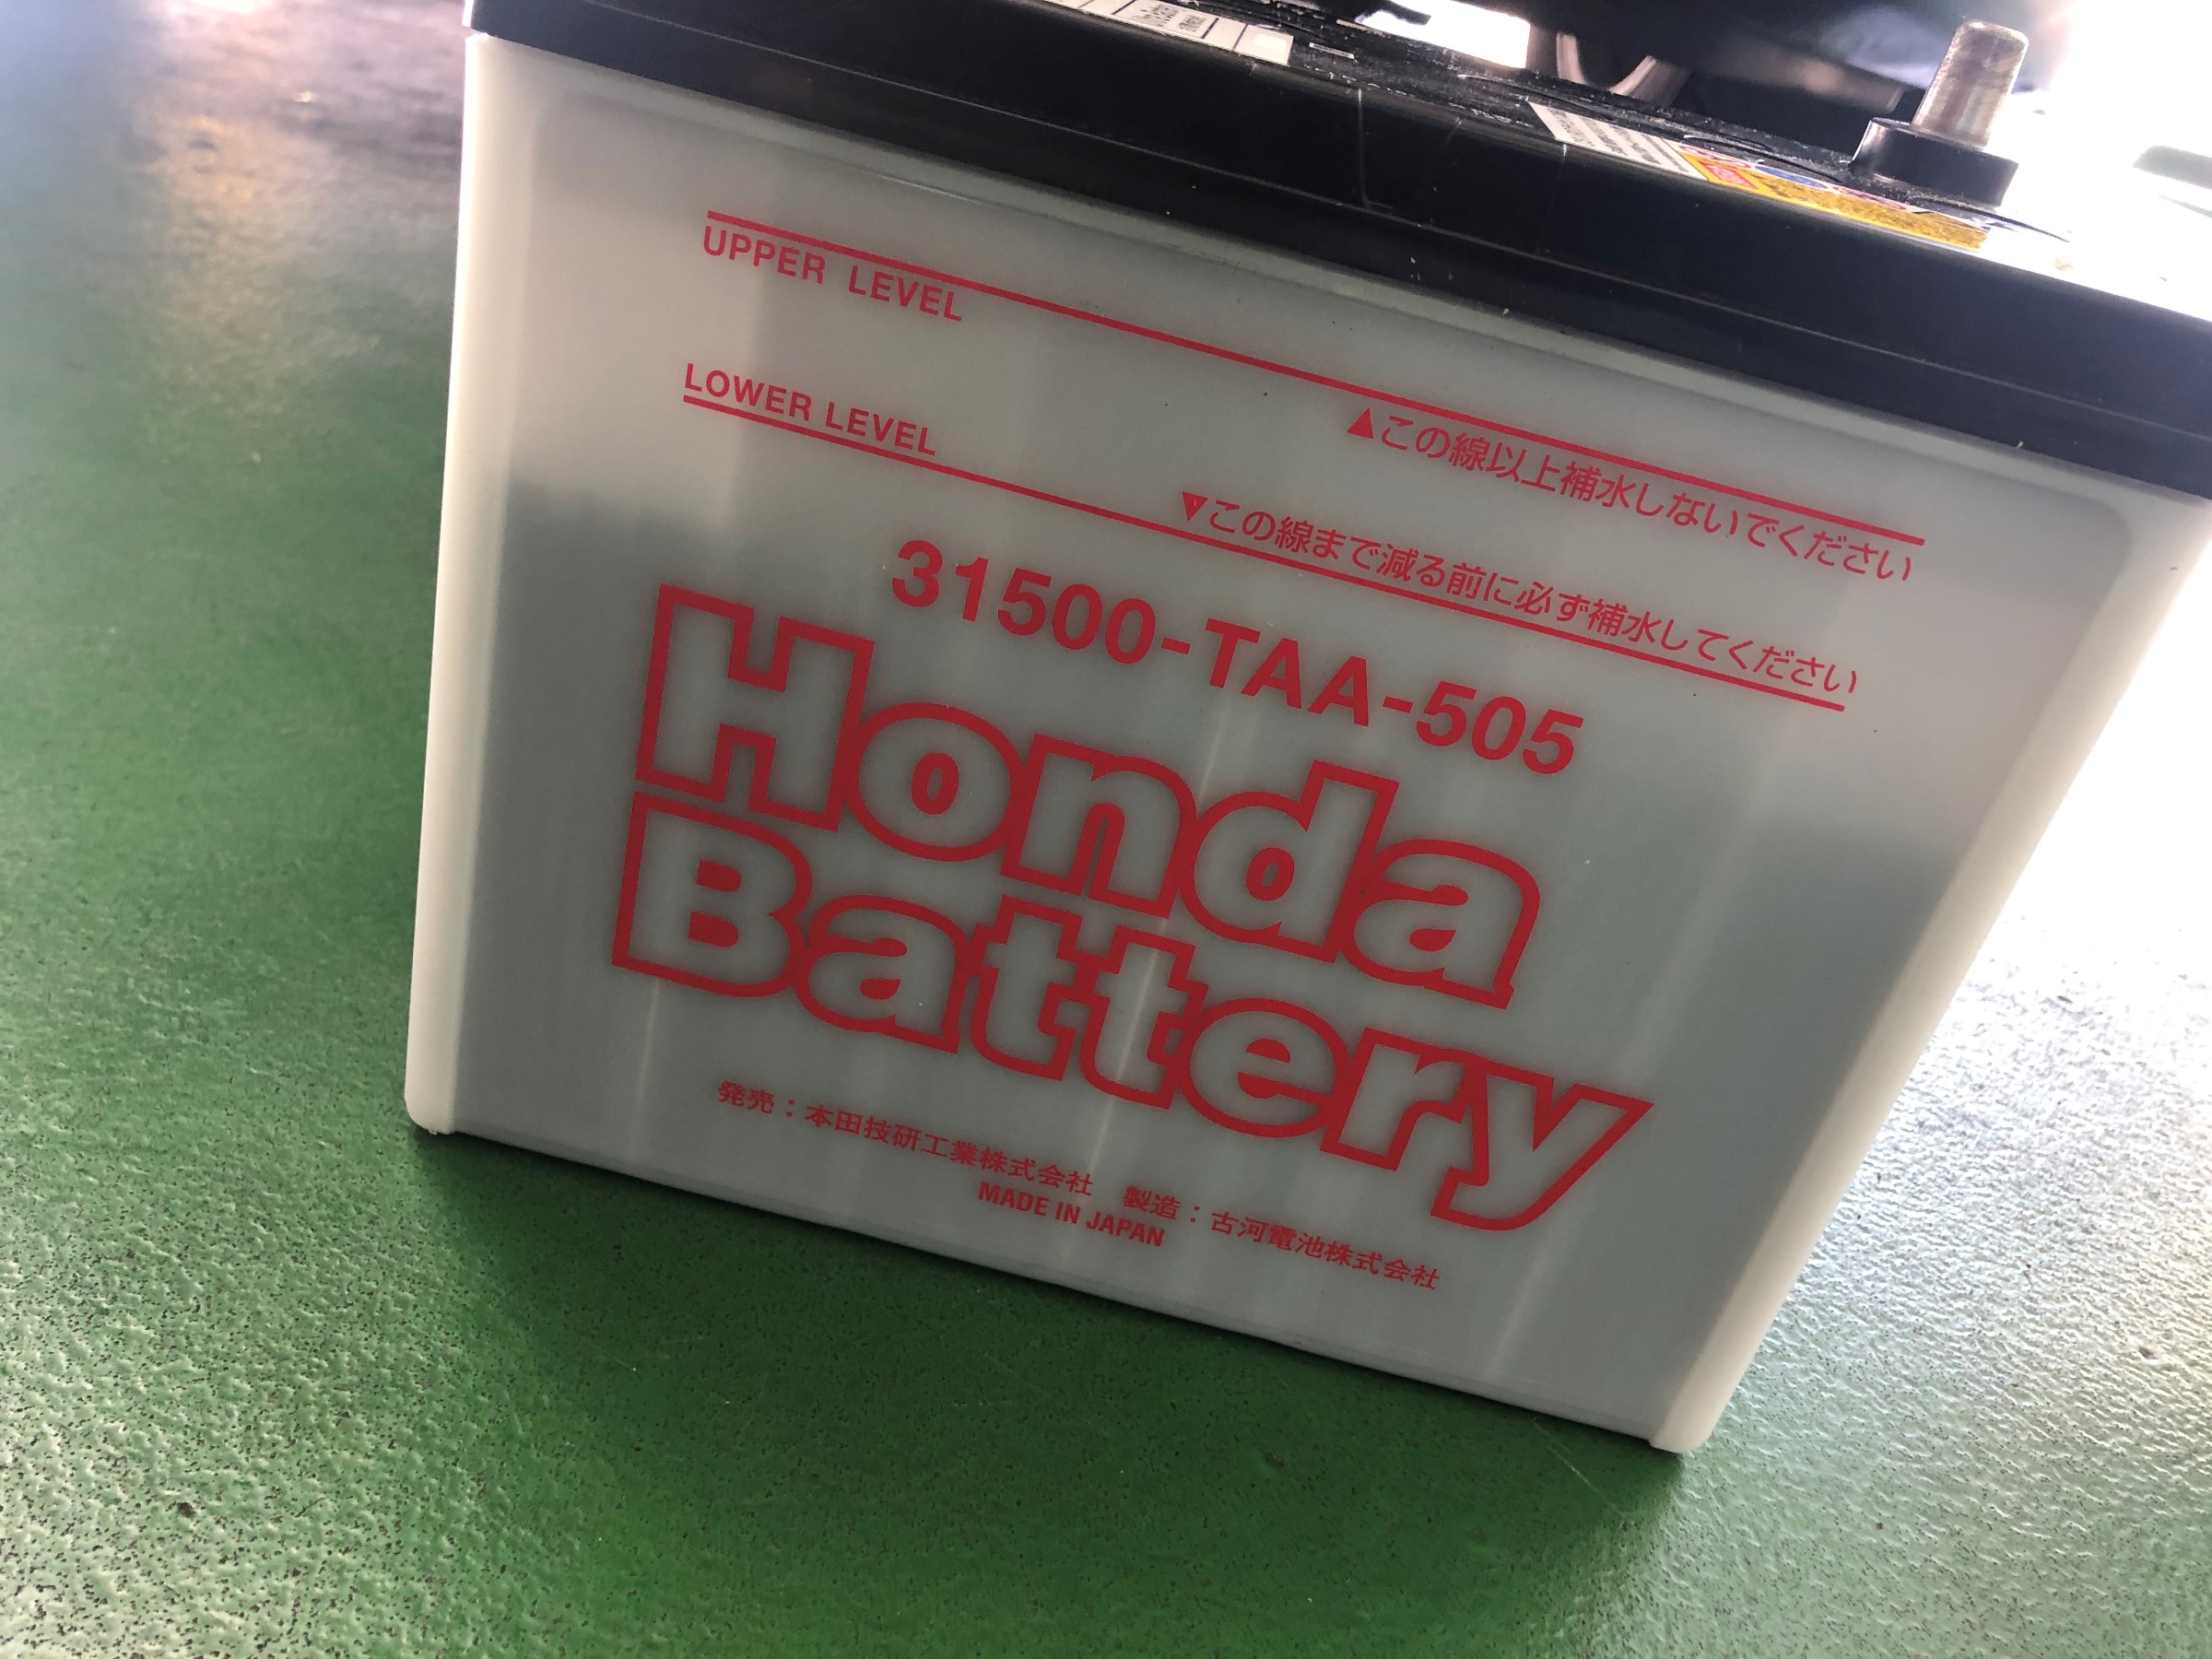 UPPER LEVEL
▲この線以上補水しないでください
LOWER LEVEL
▼この線まで減る前に必ず補水してください
31500-TAA-505
Honda
Battery
発売：本田技研工業株式会社　製造：古河電池株式会社
MADE IN JAPAN